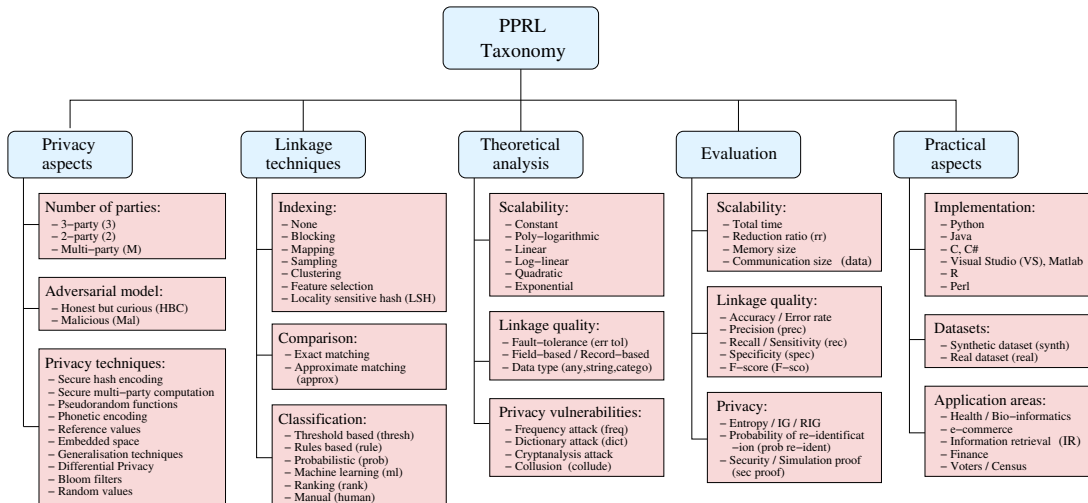 PPRL
Taxonomy
Privacy
aspects
Number of parties:
− 3−party (3)
− 2−party (2)
− Multi−party (M)
Adversarial model:
− Honest but curious (HBC)
− Malicious (Mal)
Privacy techniques:
− Secure hash encoding
− Secure multi−party computation
− Pseudorandom functions
− Phonetic encoding
− Reference values
− Embedded space
− Generalisation techniques
− Differential Privacy
− Bloom filters
− Random values
Linkage
techniques
Indexing:
− None
− Blocking
− Mapping
− Sampling
− Clustering
− Feature selection
− Locality sensitive hash (LSH)
Comparison:
− Exact matching
− Approximate matching
(approx)
Classification:
− Threshold based (thresh)
− Rules based (rule)
− Probabilistic (prob)
− Machine learning (ml)
− Ranking (rank)
− Manual (human)
Theoretical
analysis
Scalability:
− Constant
− Poly−logarithmic
− Linear
− Log−linear
− Quadratic
− Exponential
Linkage quality:
− Fault−tolerance (err tol)
− Field−based / Record−based
− Data type (any,string,catego)
Privacy vulnerabilities:
− Frequency attack (freq)
− Dictionary attack (dict)
− Cryptanalysis attack
− Collusion (collude)
Evaluation
Scalability:
− Total time
− Reduction ratio (rr)
− Memory size
− Communication size (data)
Linkage quality:
− Accuracy / Error rate
− Precision (prec)
− Recall / Sensitivity (rec)
− Specificity (spec)
− F−score (F−sco)
Privacy:
− Entropy / IG / RIG
− Probability of re−identificat
−ion (prob re−ident)
− Security / Simulation proof
(sec proof)
Practical
aspects
Implementation:
− Python
− Java
− C, C#
− Visual Studio (VS), Matlab
− R
− Perl
Datasets:
− Synthetic dataset (synth)
− Real dataset (real)
Application areas:
− Health / Bio−informatics
− e−commerce
− Information retrieval (IR)
− Finance
− Voters / Census